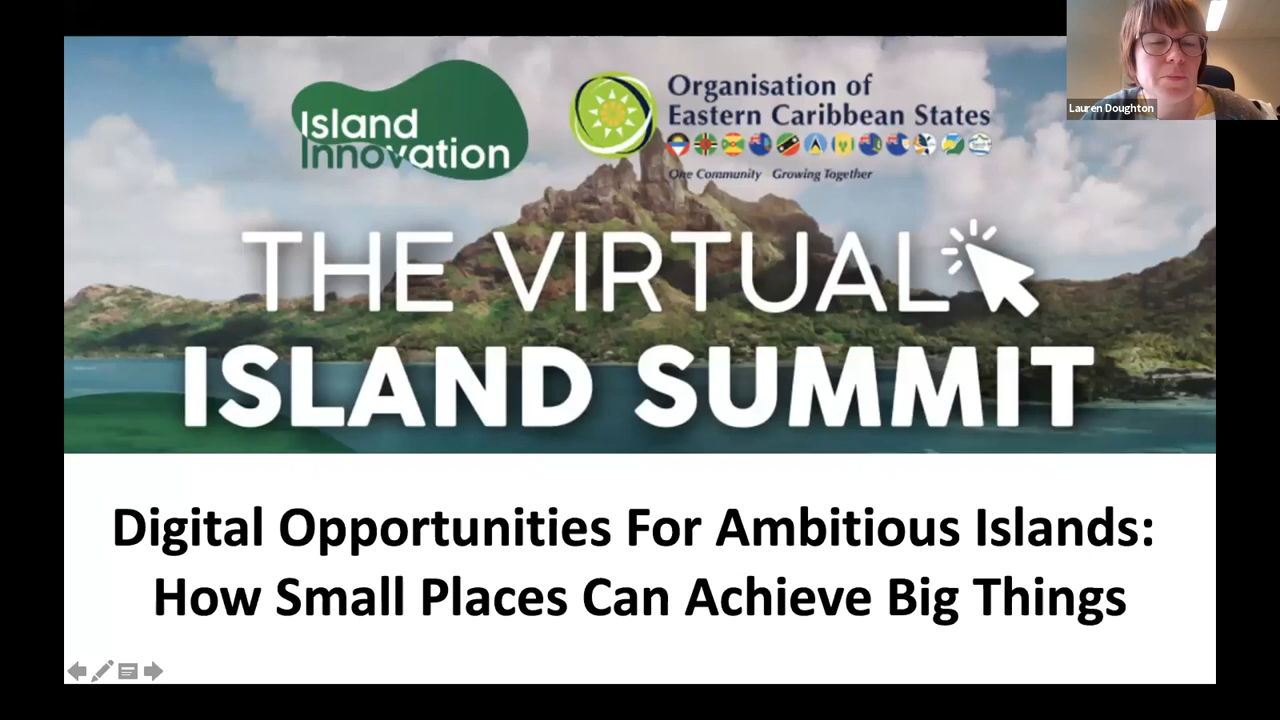 Island
Innovation
Organisation of
Eastern Caribbean States
One Community Growing Together
Lauren Doughton
THE VIRTUAL
ISLAND SUMMIT
Digital Opportunities For Ambitious Islands:
How Small Places Can Achieve Big Things